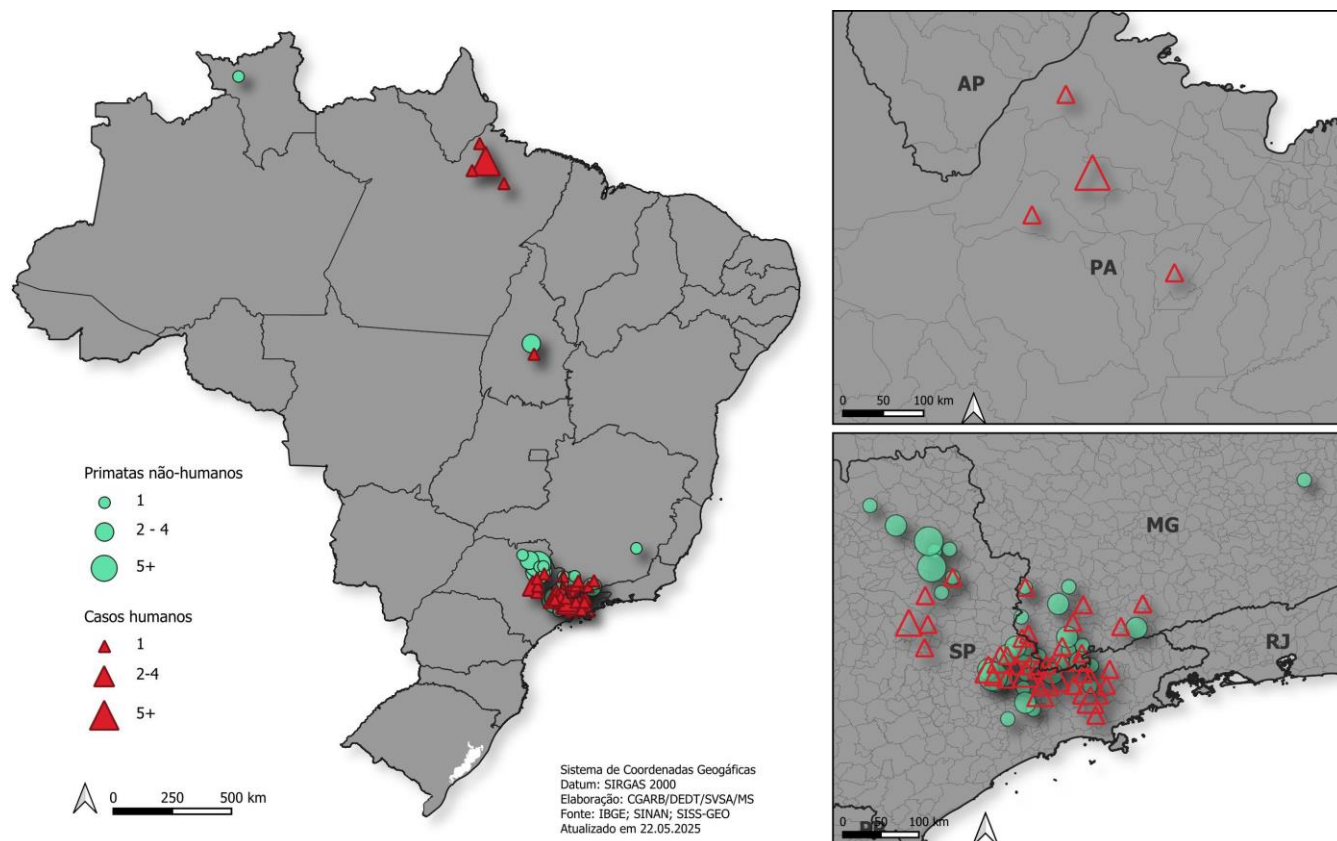 Primatas não-humanos
1
2 - 4
5+
Casos humanos
1
2-4
5+
0 250 500 km
Sistema de Coordenadas Geogáficas
Datum: SIRGAS 2000
Elaboração: CGARB/DEDT/SVSA/MS
Fonte: IBGE; SINAN; SISS-GEO
Atualizado em 22.05.2025
AP
PA
0 50 100 km
MG
RJ
SP
PR
0 50 100 km